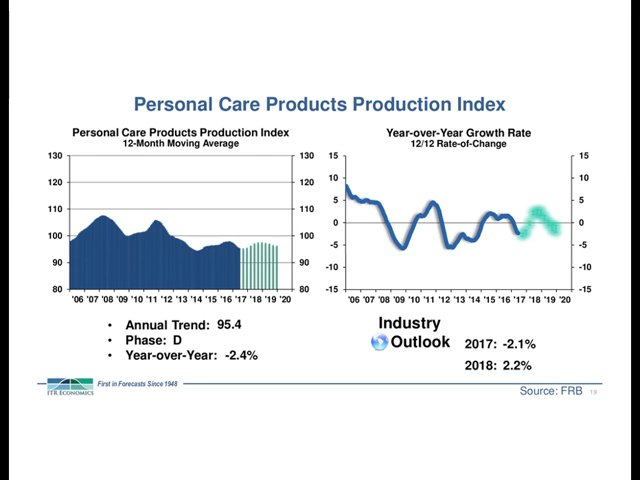 Personal Care Products Production Index
Personal Care Products Production Index
12-Month Moving Average
130 130
120 120
110 110
100 100
90 90
80 80
'06 '07 '08 '09 '10 '11 '12 '13 '14 '15 '16 '17 '18 '19 '20
Year-over-Year Growth Rate
12/12 Rate-of-Change
15 15
10 10
5 5
0 0
-5 -5
-10 -10
-15 -15
'06 '07 '08 '09 '10 '11 '12 '13 '14 '15 '16 '17 '18 '19 '20
• Annual Trend: 95.4
• Phase: D
• Year-over-Year: -2.4%
Industry
Outlook
2017: -2.1%
2018: 2.2%
ITR ECONOMICS
First in Forecasts Since 1948
Source: FRB
19